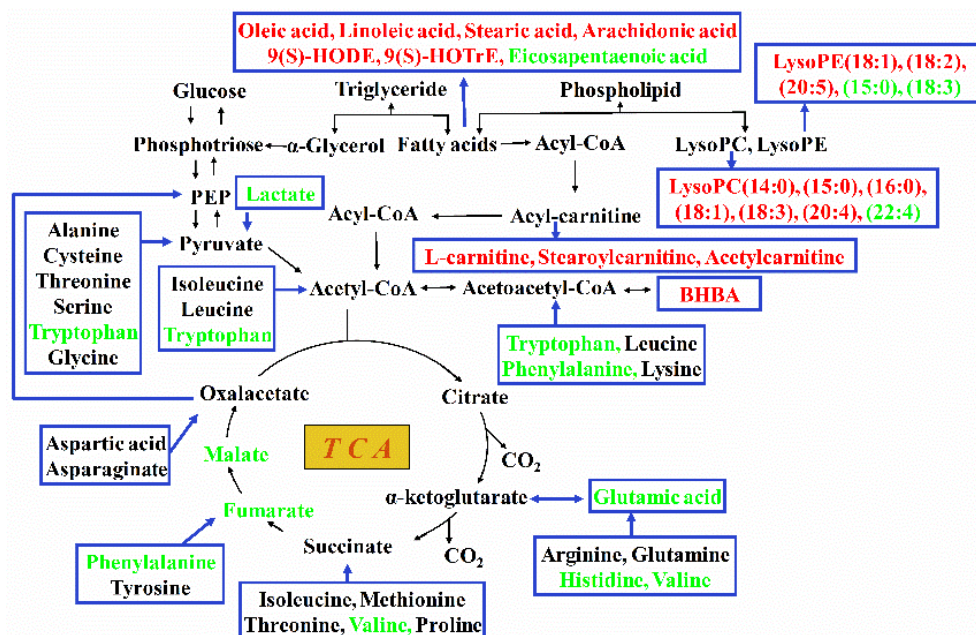 Oleic acid, Linoleic acid, Stearic acid, Arachidonic acid
9(S)-HODE, 9(S)-HOTrE, Eicosapentaenoic acid
LysoPE(18:1), (18:2),
(20:5), (15:0), (18:3)
Glucose
Triglyceride
Phospholipid
Phosphotriose
α-Glycerol
Fatty acids
Acyl-CoA
LysoPC, LysoPE
PEP
Lactate
LysoPC(14:0), (15:0), (16:0),
(18:1), (18:3), (20:4), (22:4)
Acyl-CoA
Acyl-carnitine
Alanine
Cysteine
Threonine
Serine
Tryptophan
Glycine
Pyruvate
L-carnitine, Stearoylcarnitine, Acetylcarnitine
Isoleucine
Leucine
Tryptophan
Acetyl-CoA
Acetoacetyl-CoA
BHBA
Tryptophan, Leucine
Phenylalanine, Lysine
Oxalacetate
Citrate
Aspartic acid
Asparaginate
Malate
T C A
CO2
α-ketoglutarate
Glutamic acid
Fumarate
CO2
Succinate
Phenylalanine
Tyrosine
Arginine, Glutamine
Histidine, Valine
Isoleucine, Methionine
Threonine, Valine, Proline